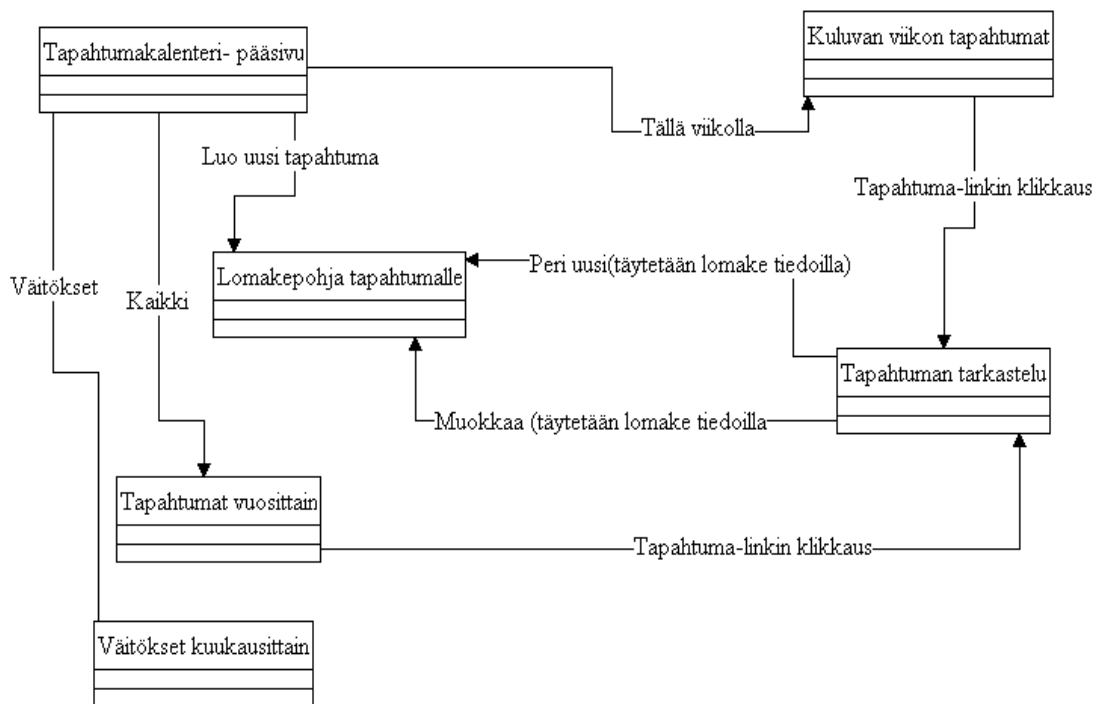 Tapahtumakalenteri- pääsivu
Kuluvan viikon tapahtumat
Tällä viikolla
Luo uusi tapahtuma
Tapahtuma-linkin klikkaus
Lomakepohja tapahtumalle
Peri uusi(täytetään lomake tiedoilla)
Väitökset
Kaikki
Tapahtuman tarkastelu
Muokkaa (täytetään lomake tiedoilla
Tapahtumat vuosittain
Tapahtuma-linkin klikkaus
Väitökset kuukausittain